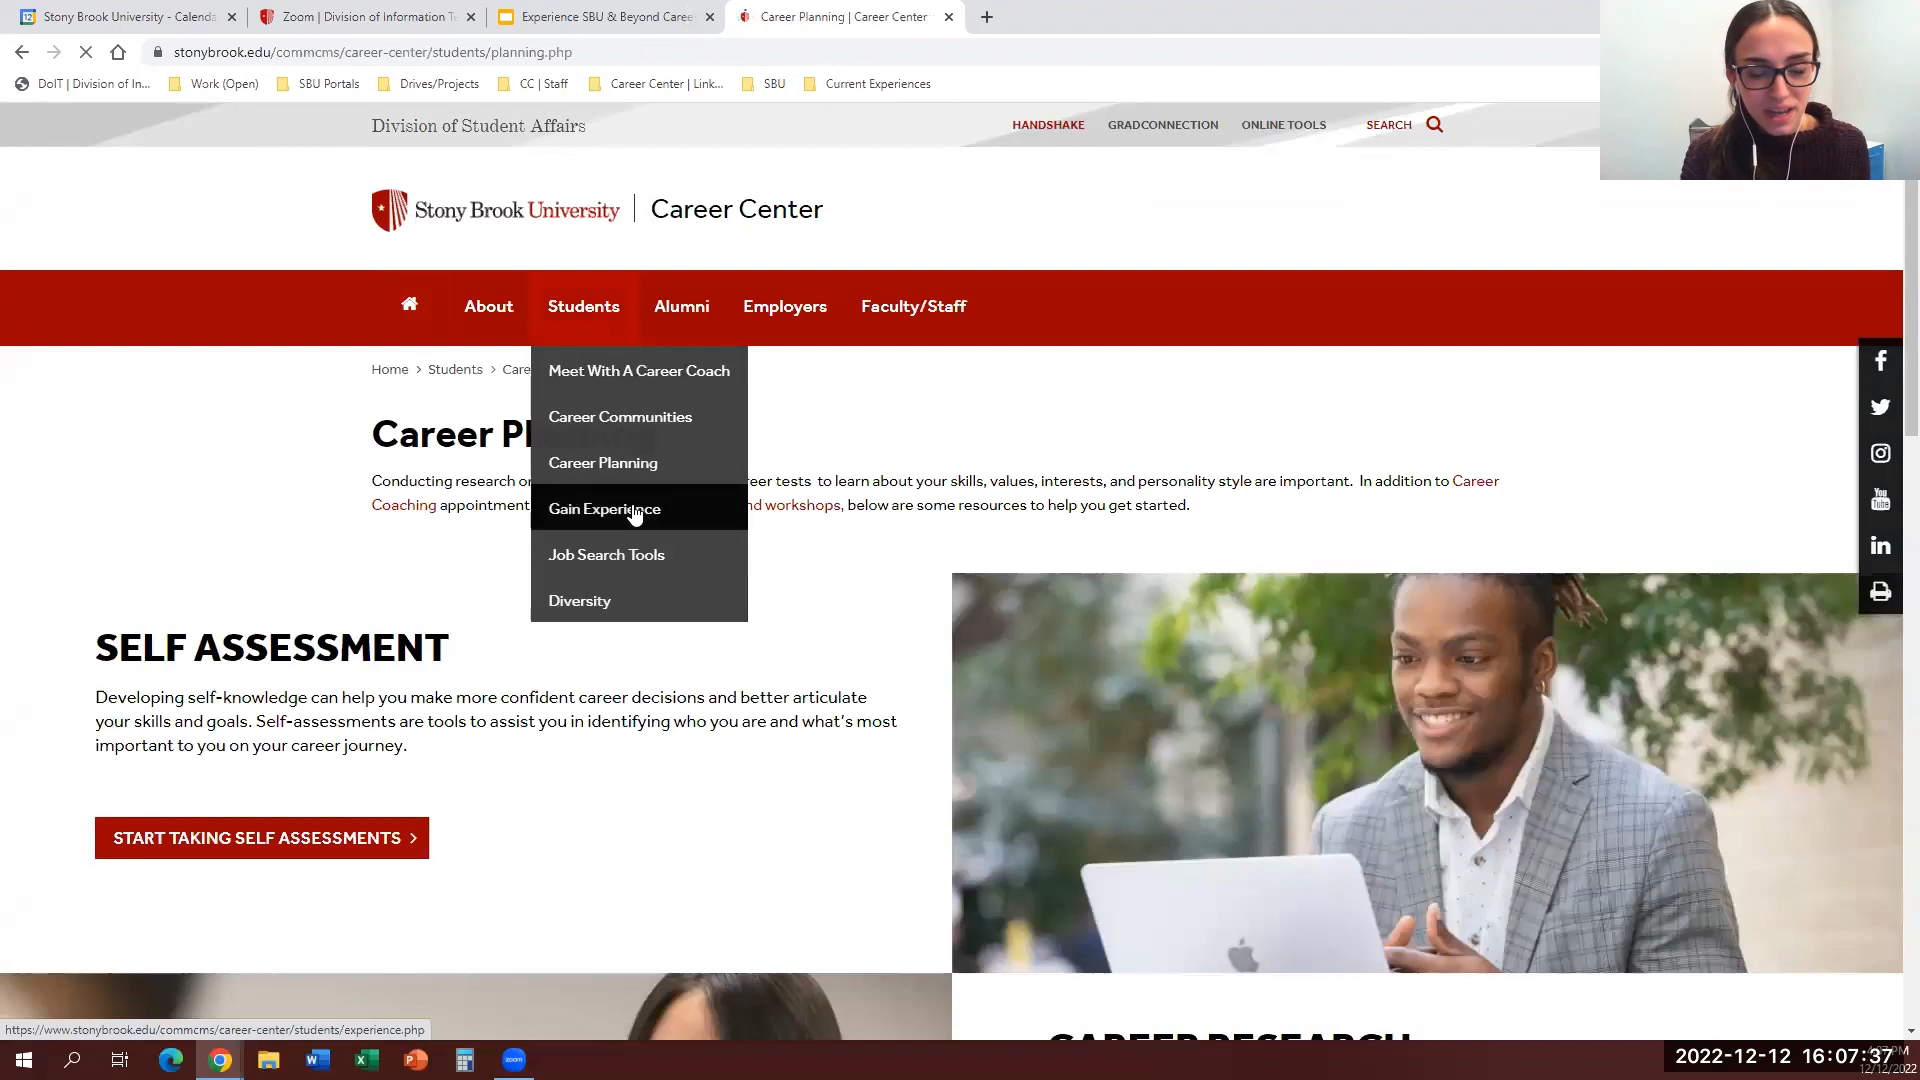 12 Stony Brook University - Calenda
Zoom | Division of Information Te
Experience SBU & Beyond Caree
Career Planning | Career Center
stonybrook.edu/commcms/career-center/students/planning.php
DoIT | Division of In...
Work (Open)
SBU Portals
Drives/Projects
CC | Staff
Career Center | Link...
SBU
Current Experiences
Division of Student Affairs
HANDSHAKE
GRADCONNECTION
ONLINE TOOLS
SEARCH
Stony Brook University
Career Center
About
Students
Alumni
Employers
Faculty/Staff
Home > Students > Care
Meet With A Career Coach
Career Communities
Career Planning
Gain Experience
Job Search Tools
Diversity
Career Pl
Conducting research or eer tests to learn about your skills, values, interests, and personality style are important. In addition to Career
Coaching appointment nd workshops, below are some resources to help you get started.
SELF ASSESSMENT
Developing self-knowledge can help you make more confident career decisions and better articulate
your skills and goals. Self-assessments are tools to assist you in identifying who you are and what's most
important to you on your career journey.
START TAKING SELF ASSESSMENTS >
You
Tube
in
CAREER RESEARCH
https://www.stonybrook.edu/commcms/career-center/students/experience.php
zoom
2022-12-12 16:07:37
12/12/2022